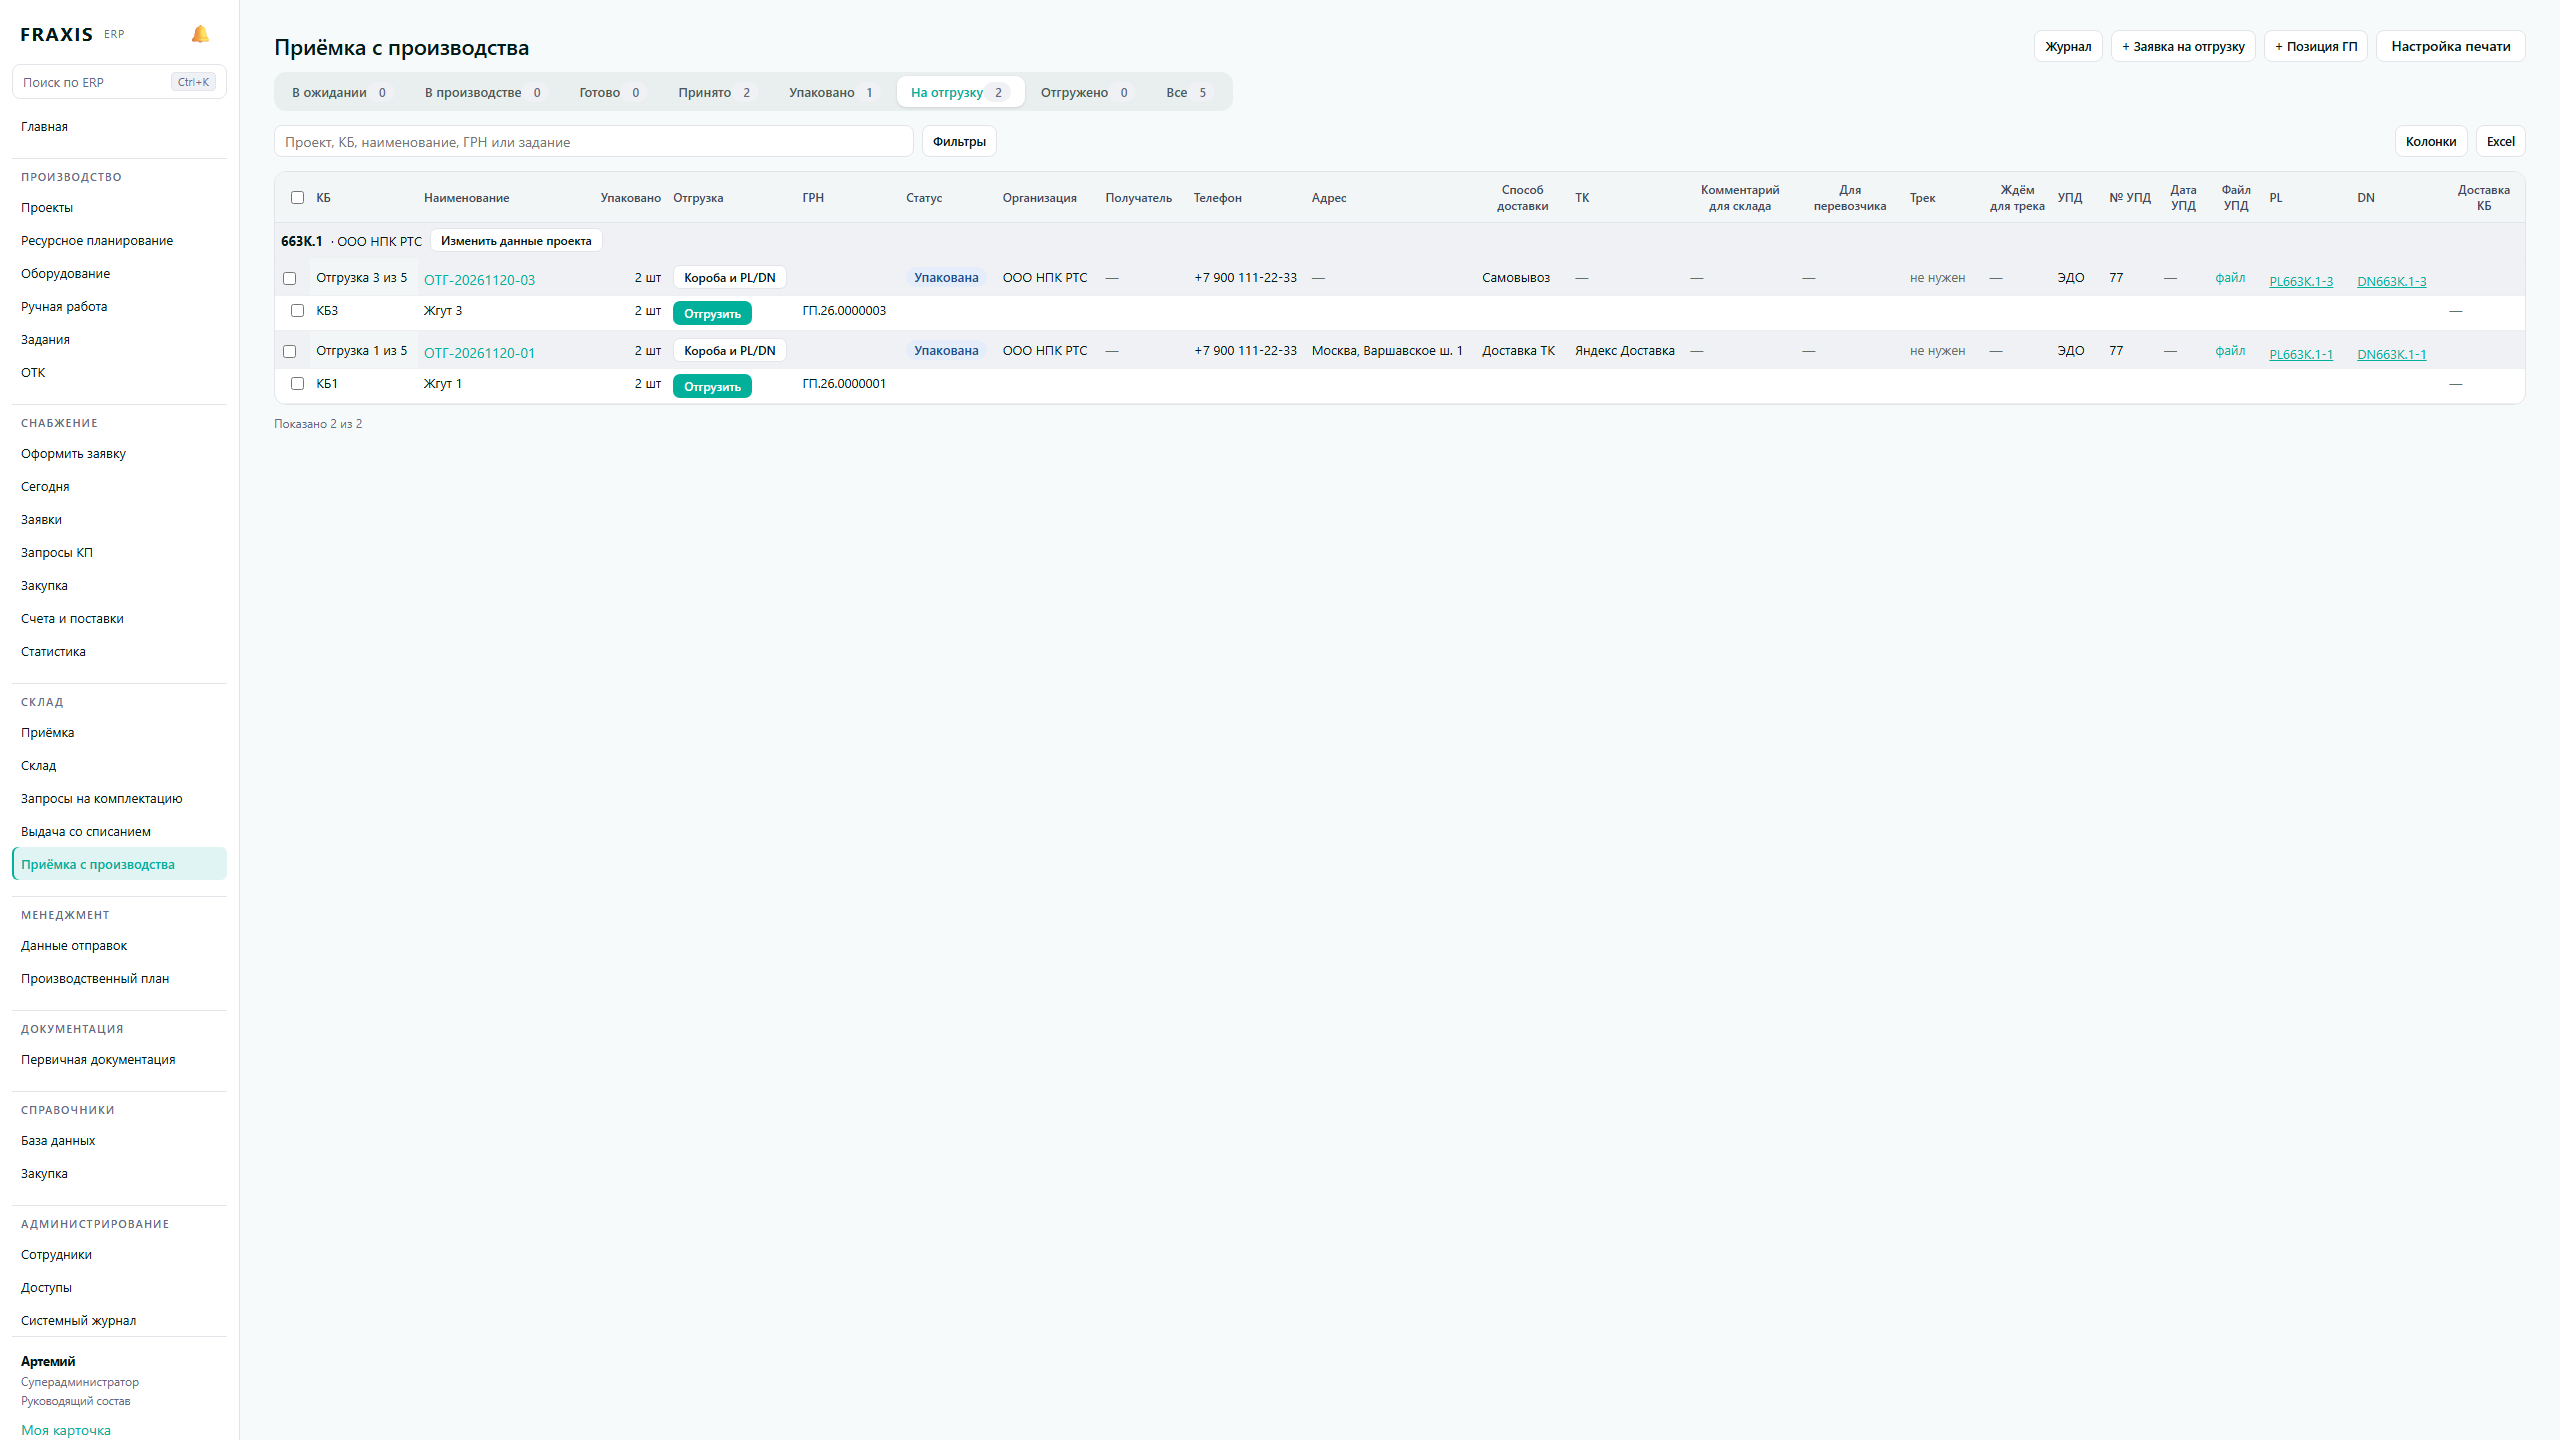 FRAXIS ERP
Поиск по ERP Ctrl+K
Главная
ПРОИЗВОДСТВО
Проекты
Ресурсное планирование
Оборудование
Ручная работа
Задания
ОТК
СНАБЖЕНИЕ
Оформить заявку
Сегодня
Заявки
Запросы КП
Закупка
Счета и поставки
Статистика
СКЛАД
Приёмка
Склад
Запросы на комплектацию
Выдача со списанием
Приёмка с производства
МЕНЕДЖМЕНТ
Данные отправок
Производственный план
ДОКУМЕНТАЦИЯ
Первичная документация
СПРАВОЧНИКИ
База данных
Закупка
АДМИНИСТРИРОВАНИЕ
Сотрудники
Доступы
Системный журнал
Артемий
Суперадминистратор
Руководящий состав
Моя карточка
Приёмка с производства
Журнал + Заявка на отгрузку + Позиция ГП Настройка печати
В ожидании 0 В производстве 0 Готово 0 Принято 2 Упаковано 1 На отгрузку 2 Отгружено 0 Все 5
Проект, КБ, наименование, ГРН или задание Фильтры Колонки Excel
КБ Наименование Упаковано Отгрузка ГРН Статус Организация Получатель Телефон Адрес Способ доставки ТК Комментарий для склада Для перевозчика Трек Ждём для трека УПД № УПД Дата УПД Файл УПД PL DN Доставка КБ
663К.1 · ООО НПК РТС Изменить данные проекта
Отгрузка 3 из 5 ОТГ-20261120-03 2 шт Короба и PL/DN Упакована ООО НПК РТС — +7 900 111-22-33 — Самовывоз — — — не нужен — ЭДО 77 — файл PL663К.1-3 DN663К.1-3
КБ3 Жгут 3 2 шт Отгрузить ГП.26.0000003 —
Отгрузка 1 из 5 ОТГ-20261120-01 2 шт Короба и PL/DN Упакована ООО НПК РТС — +7 900 111-22-33 Москва, Варшавское ш. 1 Доставка ТК Яндекс Доставка — — не нужен — ЭДО 77 — файл PL663К.1-1 DN663К.1-1
КБ1 Жгут 1 2 шт Отгрузить ГП.26.0000001 —
Показано 2 из 2